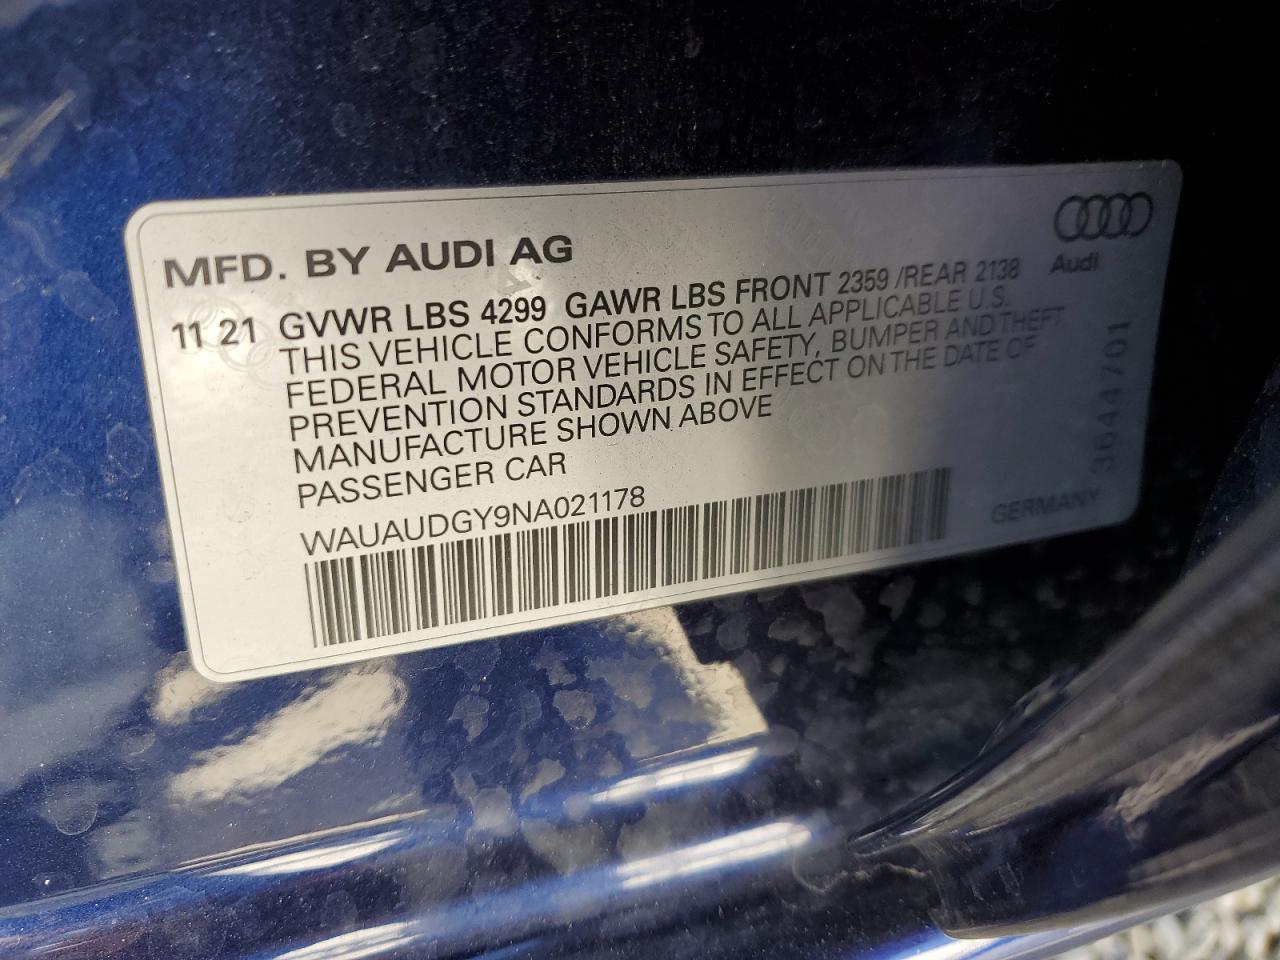 MFD. BY AUDI AG
11 21 GVWR LBS 4299 GAWR LBS FRONT 2359 /REAR 2138
THIS VEHICLE CONFORMS TO ALL APPLICABLE U.S.
FEDERAL MOTOR VEHICLE SAFETY, BUMPER AND THEFT
PREVENTION STANDARDS IN EFFECT ON THE DATE OF
MANUFACTURE SHOWN ABOVE
PASSENGER CAR
WAUAUDGY9NA021178
Audi
36444701
GERMANY